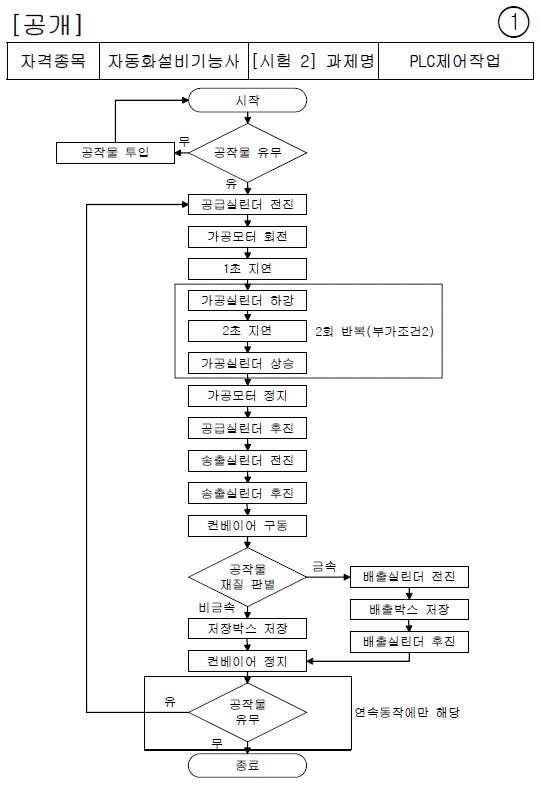 [공개]
①
자격종목 자동화설비기능사 [시험 2] 과제명 PLC제어작업
시작
무
공작물 투입
공작물 유무
유
공급실린더 전진
가공모터 회전
1초 지연
가공실린더 하강
2초 지연
2회 반복(부가조건2)
가공실린더 상승
가공모터 정지
공급실린더 후진
송출실린더 전진
송출실린더 후진
컨베이어 구동
공작물
재질 판별
금속
배출실린더 전진
비금속
배출박스 저장
저장박스 저장
배출실린더 후진
컨베이어 정지
유
공작물
유무
연속동작에만 해당
무
종료